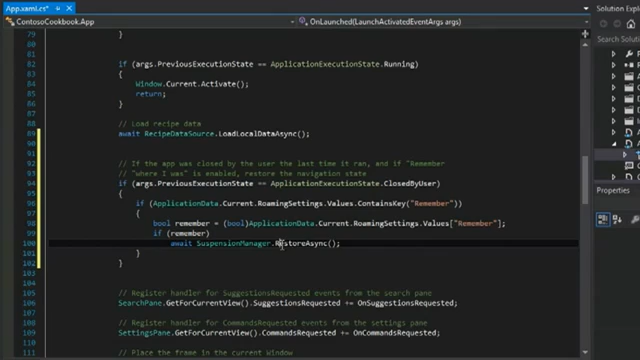 App.xaml.cs*
Solution Explo
ContosoCookbook.App
OnLaunched(LaunchActivatedEventArgs args)
Search Solution
79 }
80
81
82 if (args.PreviousExecutionState == ApplicationExecutionState.Running)
83 {
84 Window.Current.Activate();
85 return;
86 }
87
88 // Load recipe data
89 await RecipeDataSource.LoadLocalDataAsync();
90
91
92 // If the app was closed by the user the last time it ran, and if "Remember
93 // "where I was" is enabled, restore the navigation state
94 if (args.PreviousExecutionState == ApplicationExecutionState.ClosedByUser)
95 {
96 if (ApplicationData.Current.RoamingSettings.Values.ContainsKey("Remember"))
97 {
98 bool remember = (bool)ApplicationData.Current.RoamingSettings.Values["Remember"];
99 if (remember)
100 await SuspensionManager.RestoreAsync();
101 }
102 }
103
104 // Register handler for SuggestionsRequested events from the search pane
105 SearchPane.GetForCurrentView().SuggestionsRequested += OnSuggestionsRequested;
106
107 // Register handler for CommandsRequested events from the settings pane
108 SettingsPane.GetForCurrentView().CommandsRequested += OnCommandsRequested;
109
110 // Place the frame in the current Window
Properties